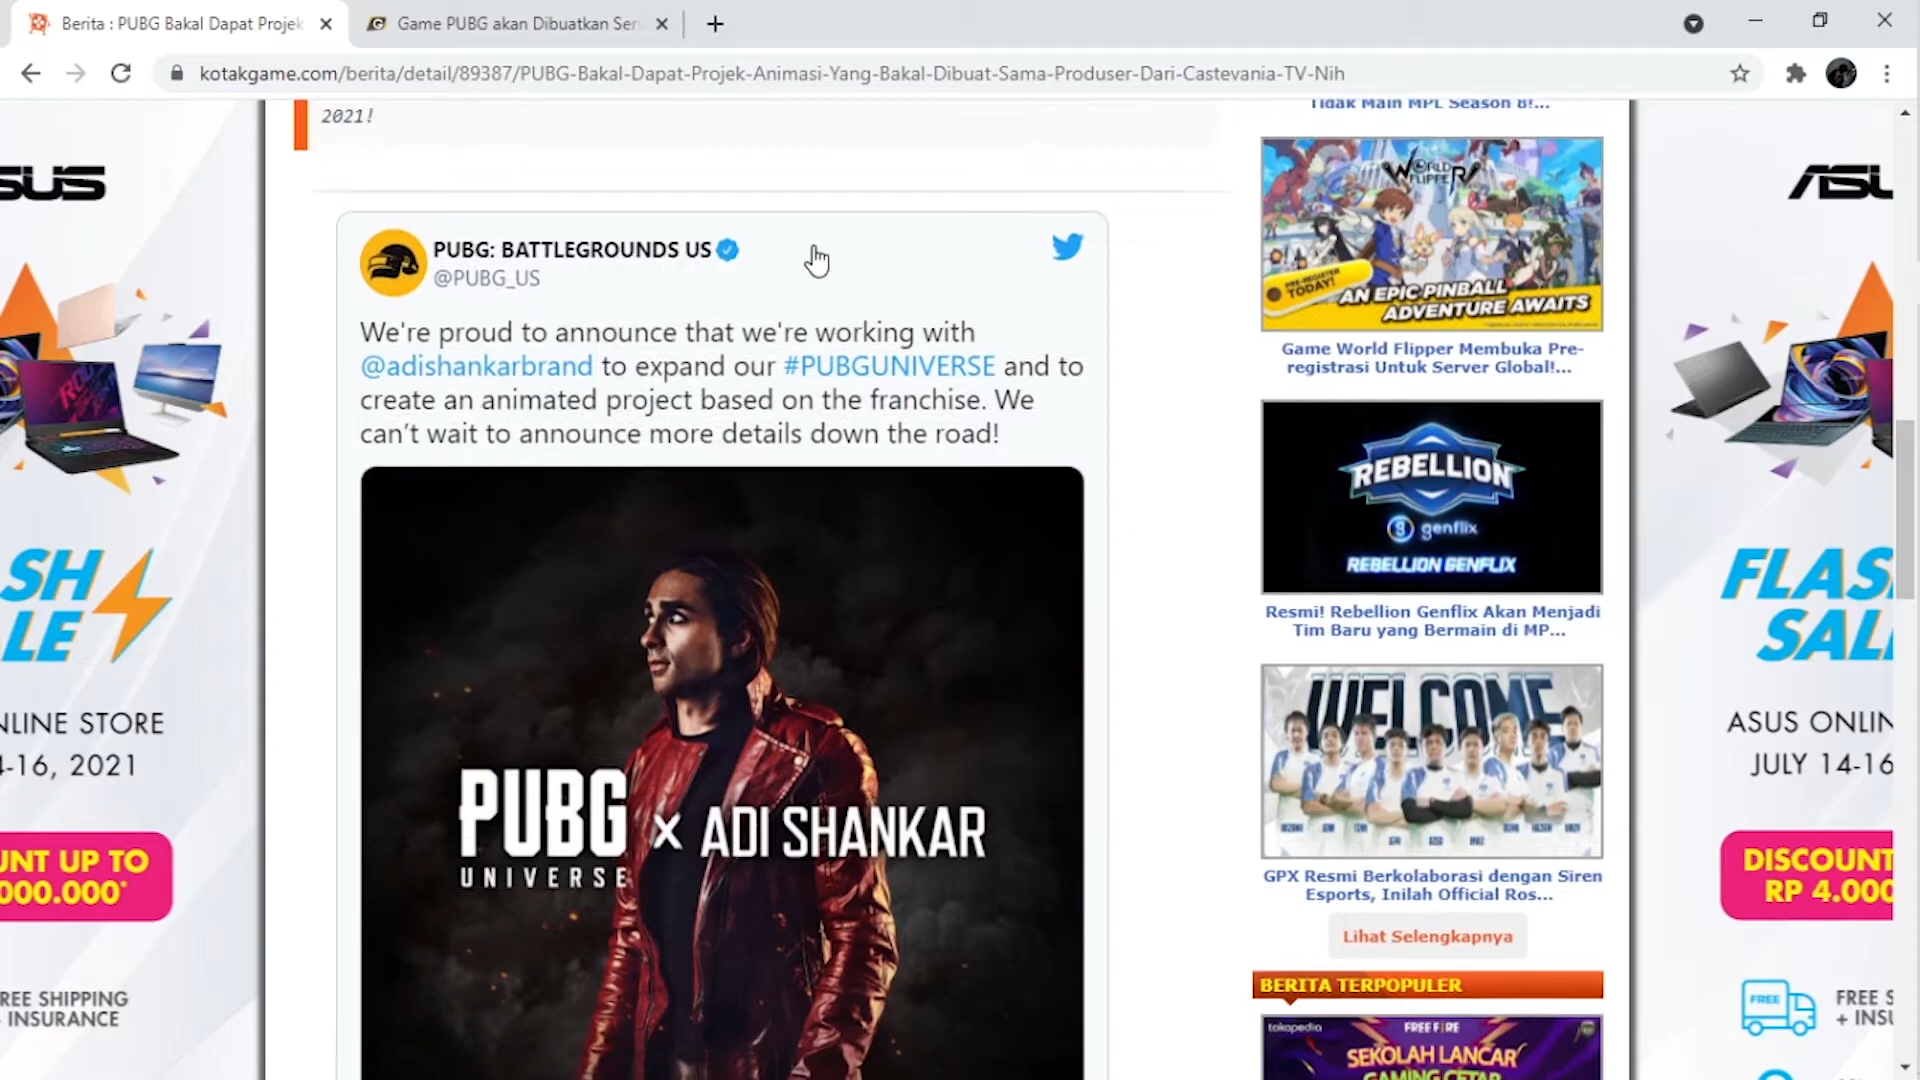 Berita : PUBG Bakal Dapat Projek
Game PUBG akan Dibuatkan Seri
kotakgame.com/berita/detail/89387/PUBG-Bakal-Dapat-Projek-Animasi-Yang-Bakal-Dibuat-Sama-Produser-Dari-Castevania-TV-Nih
2021!
PUBG: BATTLEGROUNDS US
@PUBG_US
We're proud to announce that we're working with
@adishankarbrand to expand our #PUBGUNIVERSE and to
create an animated project based on the franchise. We
can't wait to announce more details down the road!
PUBG
UNIVERSE
X ADI SHANKAR
Tidak Main MPL Season 8!...
WORLD
FLIPPER
PRE-REGISTER
TODAY!
AN EPIC PINBALL
ADVENTURE AWAITS
Game World Flipper Membuka Pre-
registrasi Untuk Server Global!...
REBELLION
genflix
REBELLION GENFLIX
Resmi! Rebellion Genflix Akan Menjadi
Tim Baru yang Bermain di MP...
WELCOME
GPX Resmi Berkolaborasi dengan Siren
Esports, Inilah Official Ros...
Lihat Selengkapnya
BERITA TERPOPULER
tokopedia
FREE FIRE
SEKOLAH LANCAR
GAMING CETAR
SUS
SH
LE
NLINE STORE
4-16, 2021
UNT UP TO
000.000*
REE SHIPPING
INSURANCE
ASU
FLAS
SAL
ASUS ONLIN
JULY 14-16
DISCOUNT
RP 4.000
FREE
FREE S
+ INSU